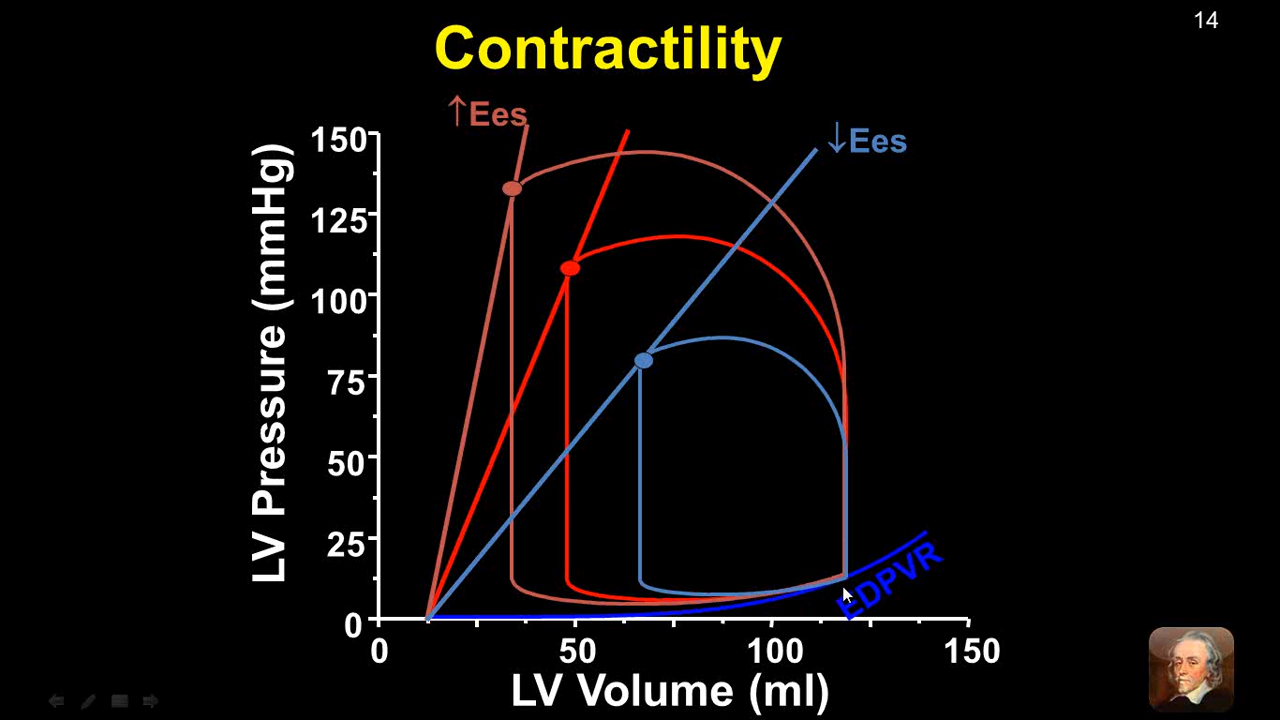 14
Contractility
↑Ees
↓Ees
150
125
100
75
50
25
0
LV Pressure (mmHg)
EDPVR
0 50 100 150
LV Volume (ml)